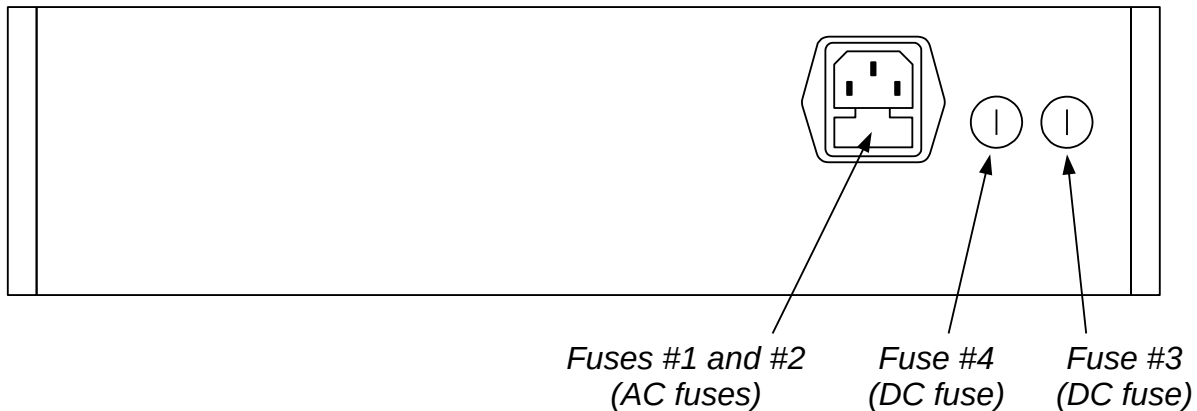 Fuses #1 and #2
(AC fuses)
Fuse #4
(DC fuse)
Fuse #3
(DC fuse)